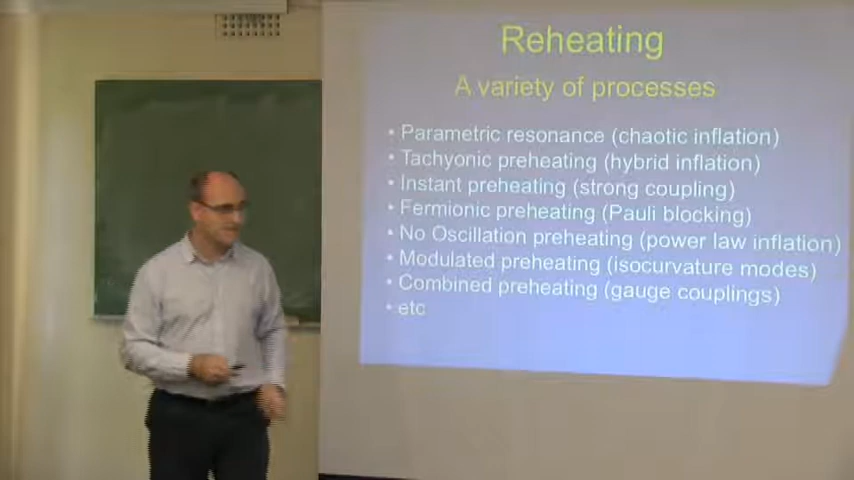 Reheating
A variety of processes
• Parametric resonance (chaotic inflation)
• Tachyonic preheating (hybrid inflation)
• Instant preheating (strong coupling)
• Fermionic preheating (Pauli blocking)
• No Oscillation preheating (power law inflation)
• Modulated preheating (isocurvature modes)
• Combined preheating (gauge couplings)
• etc